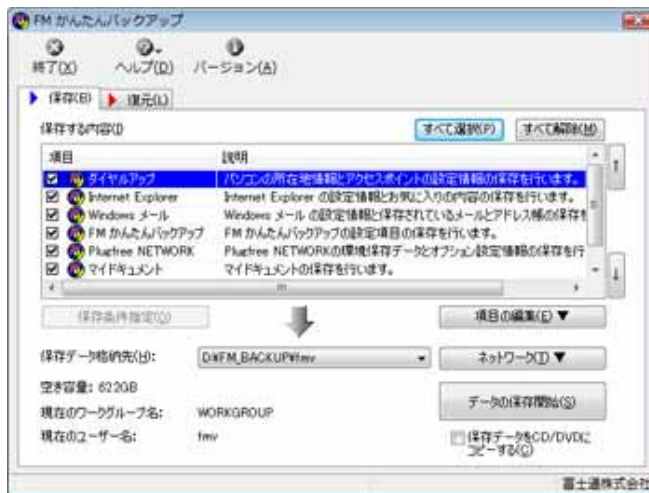 FM かんたんバックアップ
終了(X) ヘルプ(D) バージョン(A)
保存(B) 復元(L)
保存する内容(I) すべて選択(P) すべて解除(M)
項目 説明
ダイヤルアップ パソコンの所在地情報とアクセスポイントの設定情報の保存を行います。
Internet Explorer Internet Explorer の設定情報とお気に入りの内容の保存を行います。
Windows メール Windows メール の設定情報と保存されているメールとアドレス帳の保存を
FM かんたんバックアップ FM かんたんバックアップの設定項目の保存を行います。
Plugfree NETWORK Plugfree NETWORKの環境保存データとオプション設定情報の保存を行
マイドキュメント マイドキュメントの保存を行います。
保存条件指定(O) 項目の編集(E) ▼
保存データ格納先(H): D:¥FM_BACKUP¥fmv ネットワーク(T) ▼
空き容量: 62.2GB
データの保存開始(S)
現在のワークグループ名: WORKGROUP
現在のユーザー名: fmv
保存データをCD/DVDに
コピーする(C)
富士通株式会社